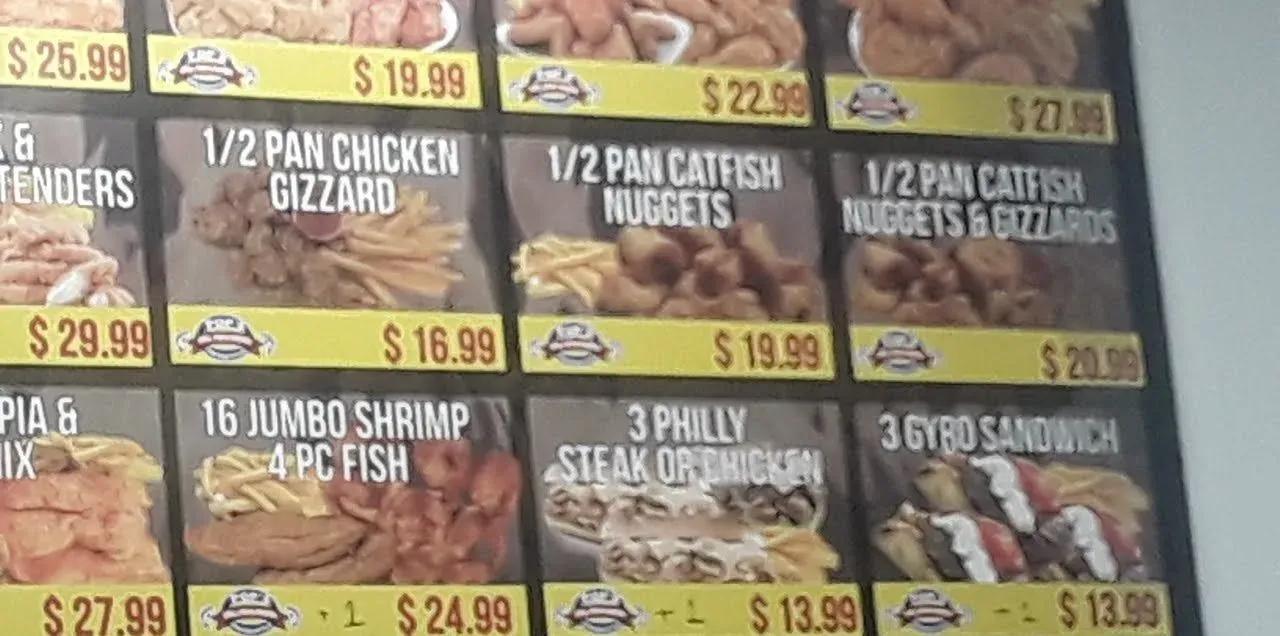 $ 25.99
$ 19.99
$ 22.99
$ 27.99
&
TENDERS
$ 29.99
1/2 PAN CHICKEN
GIZZARD
$ 16.99
1/2 PAN CATFISH
NUGGETS
$ 19.99
1/2 PAN CATFISH
NUGGETS & GIZZARDS
$ 20.99
PIA &
IX
$ 27.99
16 JUMBO SHRIMP
4 PC FISH
+ 1 $ 24.99
3 PHILLY
STEAK OR CHICKEN
+ 1 $ 13.99
3 GYRO SANDWICH
$ 13.99